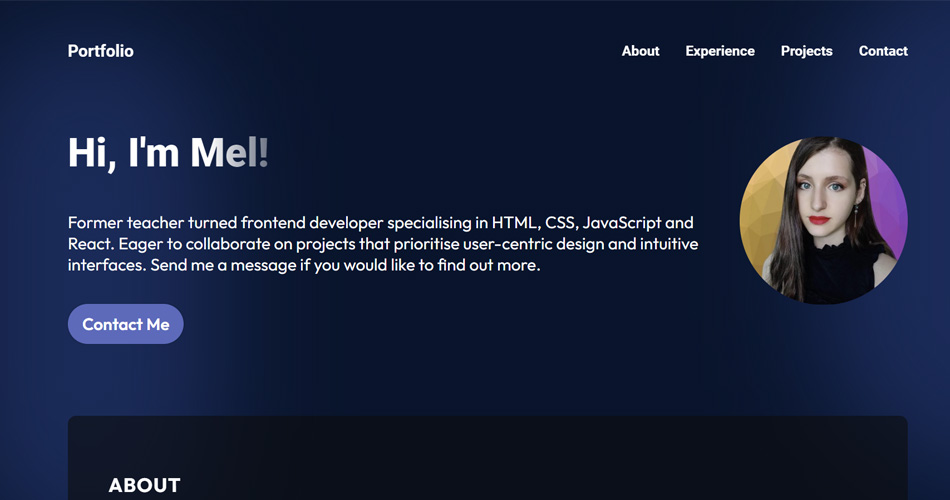 Portfolio
About Experience Projects Contact
Hi, I'm Mel!
Former teacher turned frontend developer specialising in HTML, CSS, JavaScript and
React. Eager to collaborate on projects that prioritise user-centric design and intuitive
interfaces. Send me a message if you would like to find out more.
Contact Me
ABOUT